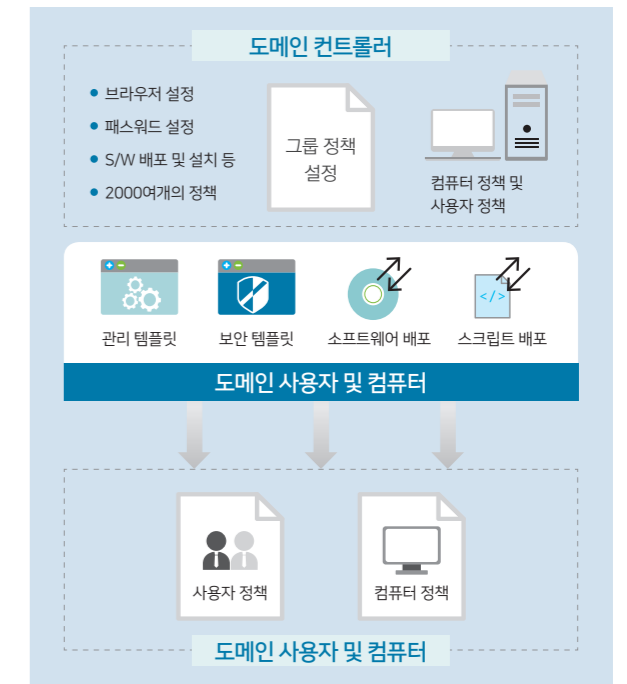 도메인 컨트롤러
브라우저 설정
패스워드 설정
S/W 배포 및 설치 등
2000여개의 정책
그룹 정책
설정
컴퓨터 정책 및
사용자 정책
관리 템플릿
보안 템플릿
소프트웨어 배포
</>
스크립트 배포
도메인 사용자 및 컴퓨터
사용자 정책
컴퓨터 정책
도메인 사용자 및 컴퓨터